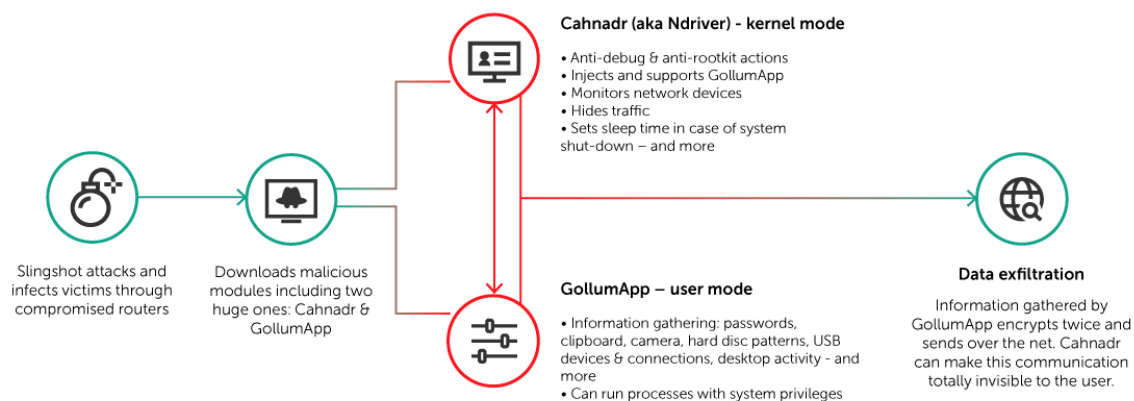 Cahnadr (aka Ndriver) - kernel mode
• Anti-debug & anti-rootkit actions
• Injects and supports GollumApp
• Monitors network devices
• Hides traffic
• Sets sleep time in case of system
shut-down – and more
Slingshot attacks and
infects victims through
compromised routers
Downloads malicious
modules including two
huge ones: Cahnadr &
GollumApp
GollumApp – user mode
• Information gathering: passwords,
clipboard, camera, hard disc patterns, USB
devices & connections, desktop activity - and
more
• Can run processes with system privileges
Data exfiltration
Information gathered by
GollumApp encrypts twice and
sends over the net. Cahnadr
can make this communication
totally invisible to the user.